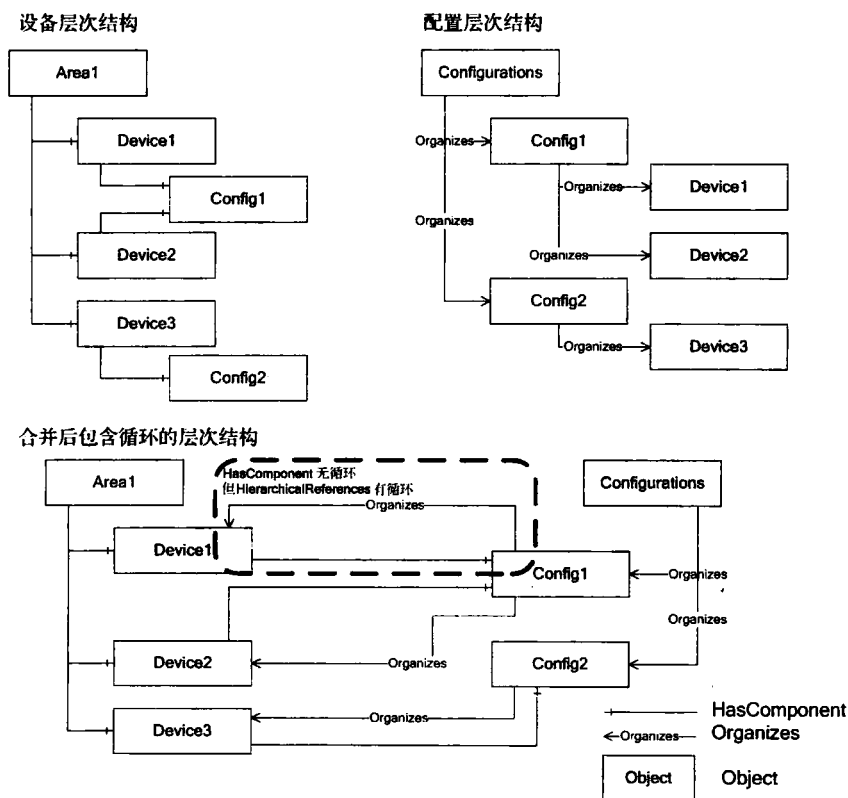 设备层次结构
Area1
Device1
Config1
Device2
Device3
Config2
配置层次结构
Configurations
Organizes
Config1
Organizes
Device1
Organizes
Organizes
Device2
Config2
Organizes
Device3
合并后包含循环的层次结构
Area1
HasComponent 无循环
但HierarchicalReferences 有循环
Organizes
Configurations
Device1
Config1
Organizes
Organizes
Device2
Organizes
Config2
Device3
Organizes
HasComponent
Organizes
Organizes
Object
Object